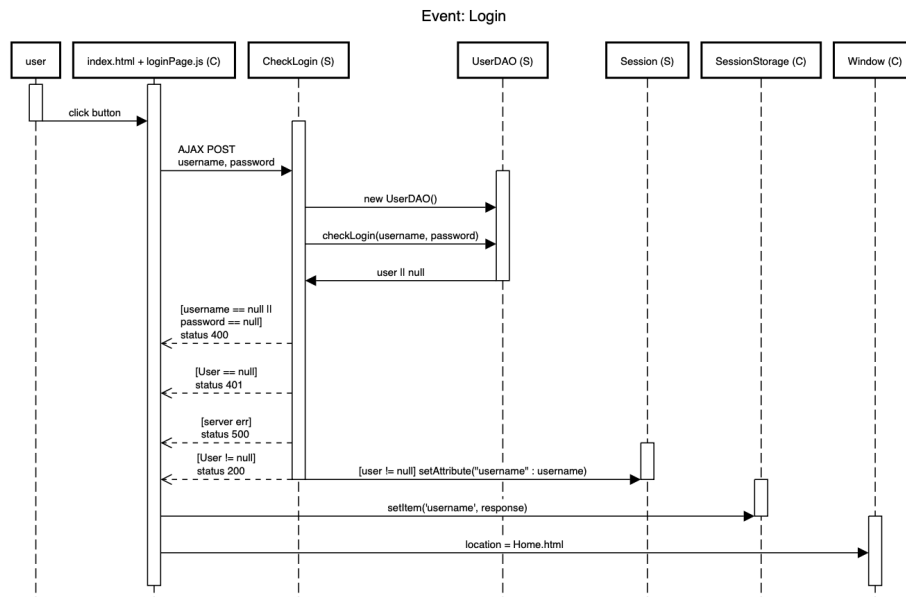 Event: Login
user
index.html + loginPage.js (C)
CheckLogin (S)
UserDAO (S)
Session (S)
SessionStorage (C)
Window (C)
click button
AJAX POST
username, password
new UserDAO()
checkLogin(username, password)
user || null
[username == null ||
password == null]
status 400
[User == null]
status 401
[server err]
status 500
[User != null]
status 200
[user != null] setAttribute("username" : username)
setItem('username', response)
location = Home.html